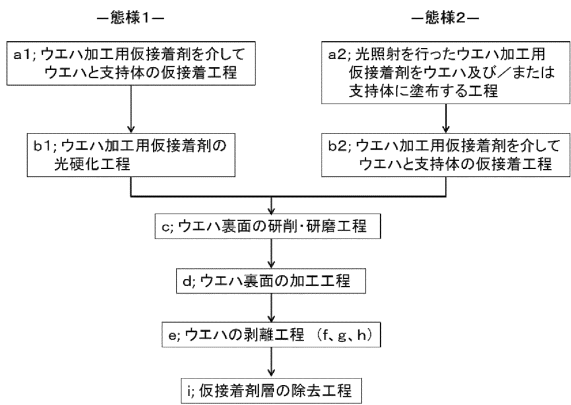 ―態様1―
a1;ウエハ加工用仮接着剤を介して
ウエハと支持体の仮接着工程
b1;ウエハ加工用仮接着剤の
光硬化工程
―態様2―
a2;光照射を行ったウエハ加工用
仮接着剤をウエハ及び/または
支持体に塗布する工程
b2;ウエハ加工用仮接着剤を介して
ウエハと支持体の仮接着工程
c;ウエハ裏面の研削・研磨工程
d;ウエハ裏面の加工工程
e;ウエハの剥離工程 (f、g、h)
i;仮接着剤層の除去工程